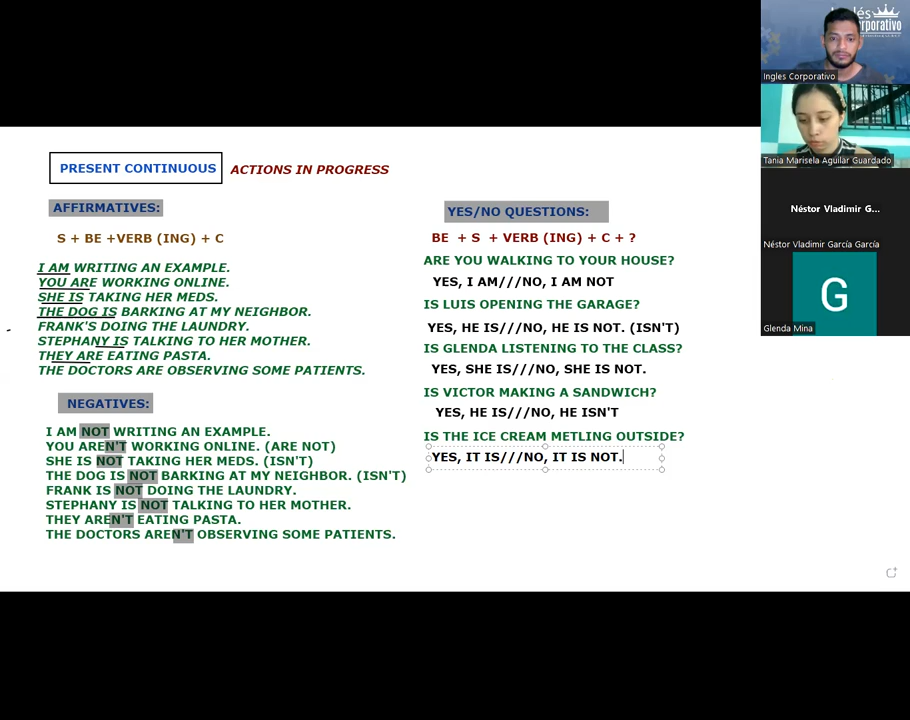 PRESENT CONTINUOUS
ACTIONS IN PROGRESS
AFFIRMATIVES:
S + BE +VERB (ING) + C
I AM WRITING AN EXAMPLE.
YOU ARE WORKING ONLINE.
SHE IS TAKING HER MEDS.
THE DOG IS BARKING AT MY NEIGHBOR.
FRANK'S DOING THE LAUNDRY.
STEPHANY IS TALKING TO HER MOTHER.
THEY ARE EATING PASTA.
THE DOCTORS ARE OBSERVING SOME PATIENTS.
NEGATIVES:
I AM NOT WRITING AN EXAMPLE.
YOU AREN'T WORKING ONLINE. (ARE NOT)
SHE IS NOT TAKING HER MEDS. (ISN'T)
THE DOG IS NOT BARKING AT MY NEIGHBOR. (ISN'T)
FRANK IS NOT DOING THE LAUNDRY.
STEPHANY IS NOT TALKING TO HER MOTHER.
THEY AREN'T EATING PASTA.
THE DOCTORS AREN'T OBSERVING SOME PATIENTS.
YES/NO QUESTIONS:
BE + S + VERB (ING) + C + ?
ARE YOU WALKING TO YOUR HOUSE?
YES, I AM///NO, I AM NOT
IS LUIS OPENING THE GARAGE?
YES, HE IS///NO, HE IS NOT. (ISN'T)
IS GLENDA LISTENING TO THE CLASS?
YES, SHE IS///NO, SHE IS NOT.
IS VICTOR MAKING A SANDWICH?
YES, HE IS///NO, HE ISN'T
IS THE ICE CREAM METLING OUTSIDE?
YES, IT IS///NO, IT IS NOT.
Inglés
Corporativo
Ingles Corporativo
Tania Marisela Aguilar Guardado
Néstor Vladimir G...
Néstor Vladimir García García
G
Glenda Mina